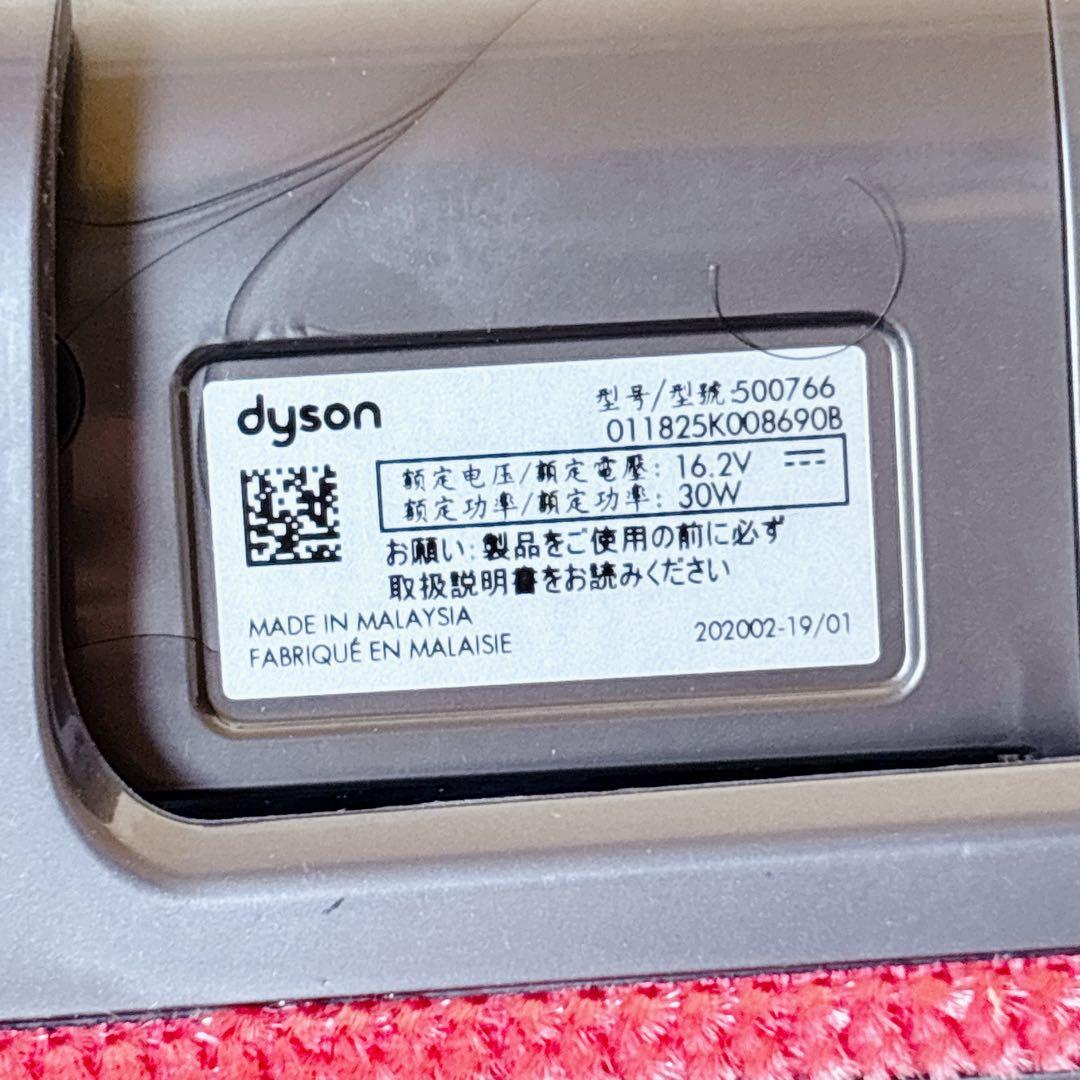 dyson
型号/型號:500766
011825K008690B
额定电压/額定電壓: 16.2V
额定功率/額定功率: 30W
お願い:製品をご使用の前に必ず
取扱説明書をお読みください
MADE IN MALAYSIA
FABRIQUÉ EN MALAISIE
202002-19/01